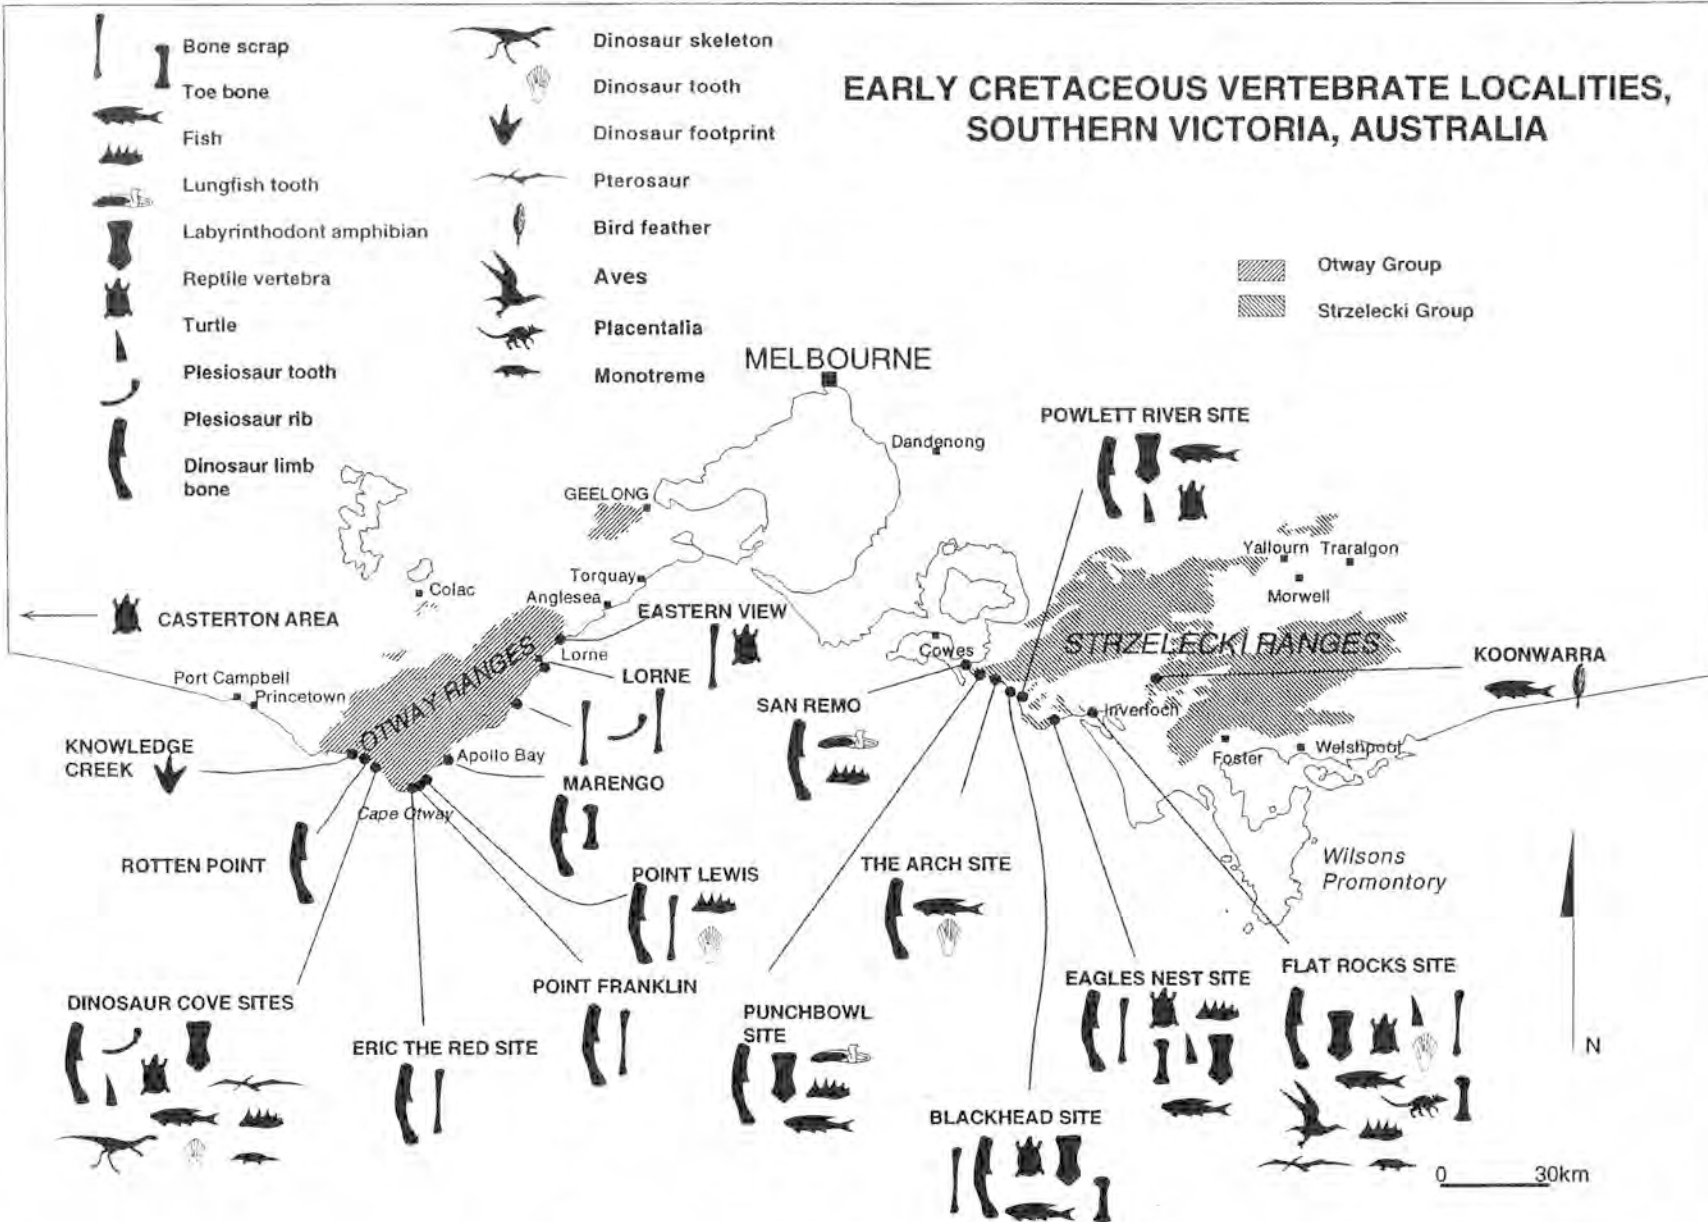 EARLY CRETACEOUS VERTEBRATE LOCALITIES,
SOUTHERN VICTORIA, AUSTRALIA
Bone scrap
Toe bone
Fish
Lungfish tooth
Labyrinthodont amphibian
Reptile vertebra
Turtle
Plesiosaur tooth
Plesiosaur rib
Dinosaur limb
bone
Dinosaur skeleton
Dinosaur tooth
Dinosaur footprint
Pterosaur
Bird feather
Aves
Placentalia
Monotreme
Otway Group
Strzelecki Group
MELBOURNE
Dandenong
POWLETT RIVER SITE
GEELONG
Yallourn Traralgon
Morwell
Torquay
Anglesea
Colac
CASTERTON AREA
EASTERN VIEW
Lorne
LORNE
OTWAY RANGES
Port Campbell
Princetown
Cowes
STRZELECKI RANGES
KOONWARRA
SAN REMO
Inverloch
Foster
Welshpool
KNOWLEDGE
CREEK
Apollo Bay
MARENGO
Cape Otway
ROTTEN POINT
POINT LEWIS
THE ARCH SITE
Wilsons
Promontory
DINOSAUR COVE SITES
ERIC THE RED SITE
POINT FRANKLIN
PUNCHBOWL
SITE
EAGLES NEST SITE
FLAT ROCKS SITE
BLACKHEAD SITE
N
0 30km